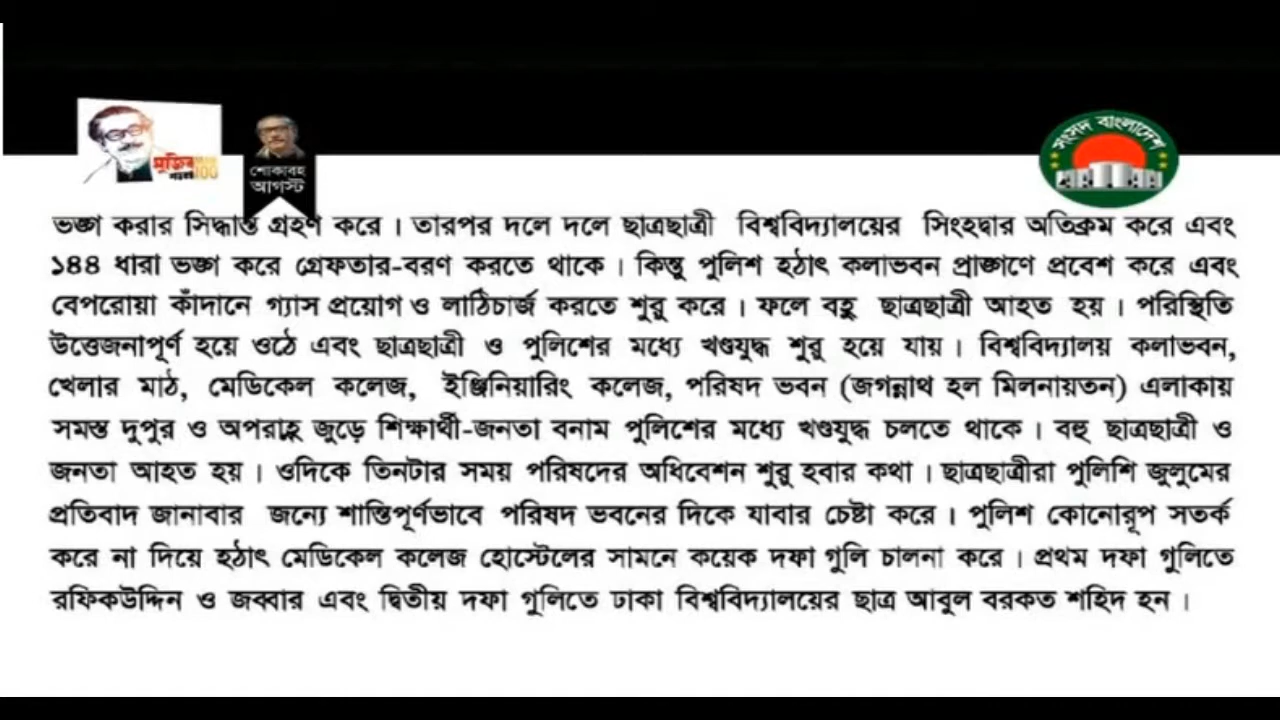 মুজিব
শতবর্ষ 100
শোকাবহ
আগস্ট
সংসদ বাংলাদেশ
ভঙ্গ করার সিদ্ধান্ত গ্রহণ করে । তারপর দলে দলে ছাত্রছাত্রী বিশ্ববিদ্যালয়ের সিংহদ্বার অতিক্রম করে এবং
১৪৪ ধারা ভঙ্গ করে গ্রেফতার-বরণ করতে থাকে । কিন্তু পুলিশ হঠাৎ কলাভবন প্রাঙ্গণে প্রবেশ করে এবং
বেপরোয়া কাঁদানে গ্যাস প্রয়োগ ও লাঠিচার্জ করতে শুরু করে । ফলে বহু ছাত্রছাত্রী আহত হয় । পরিস্থিতি
উত্তেজনাপূর্ণ হয়ে ওঠে এবং ছাত্রছাত্রী ও পুলিশের মধ্যে খণ্ডযুদ্ধ শুরু হয়ে যায় । বিশ্ববিদ্যালয় কলাভবন,
খেলার মাঠ, মেডিকেল কলেজ, ইঞ্জিনিয়ারিং কলেজ, পরিষদ ভবন (জগন্নাথ হল মিলনায়তন) এলাকায়
সমস্ত দুপুর ও অপরাহ্ণ জুড়ে শিক্ষার্থী-জনতা বনাম পুলিশের মধ্যে খণ্ডযুদ্ধ চলতে থাকে । বহু ছাত্রছাত্রী ও
জনতা আহত হয় । ওদিকে তিনটার সময় পরিষদের অধিবেশন শুরু হবার কথা । ছাত্রছাত্রীরা পুলিশি জুলুমের
প্রতিবাদ জানাবার জন্যে শান্তিপূর্ণভাবে পরিষদ ভবনের দিকে যাবার চেষ্টা করে । পুলিশ কোনোরূপ সতর্ক
করে না দিয়ে হঠাৎ মেডিকেল কলেজ হোস্টেলের সামনে কয়েক দফা গুলি চালনা করে । প্রথম দফা গুলিতে
রফিকউদ্দিন ও জব্বার এবং দ্বিতীয় দফা গুলিতে ঢাকা বিশ্ববিদ্যালয়ের ছাত্র আবুল বরকত শহিদ হন ।